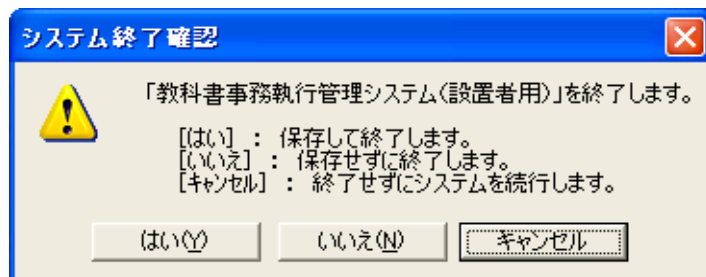 システム終了確認
「教科書事務執行管理システム(設置者用)」を終了します。
[はい] : 保存して終了します。
[いいえ] : 保存せずに終了します。
[ｷｬﾝｾﾙ] : 終了せずにシステムを続行します。
はい(Y) いいえ(N) キャンセル